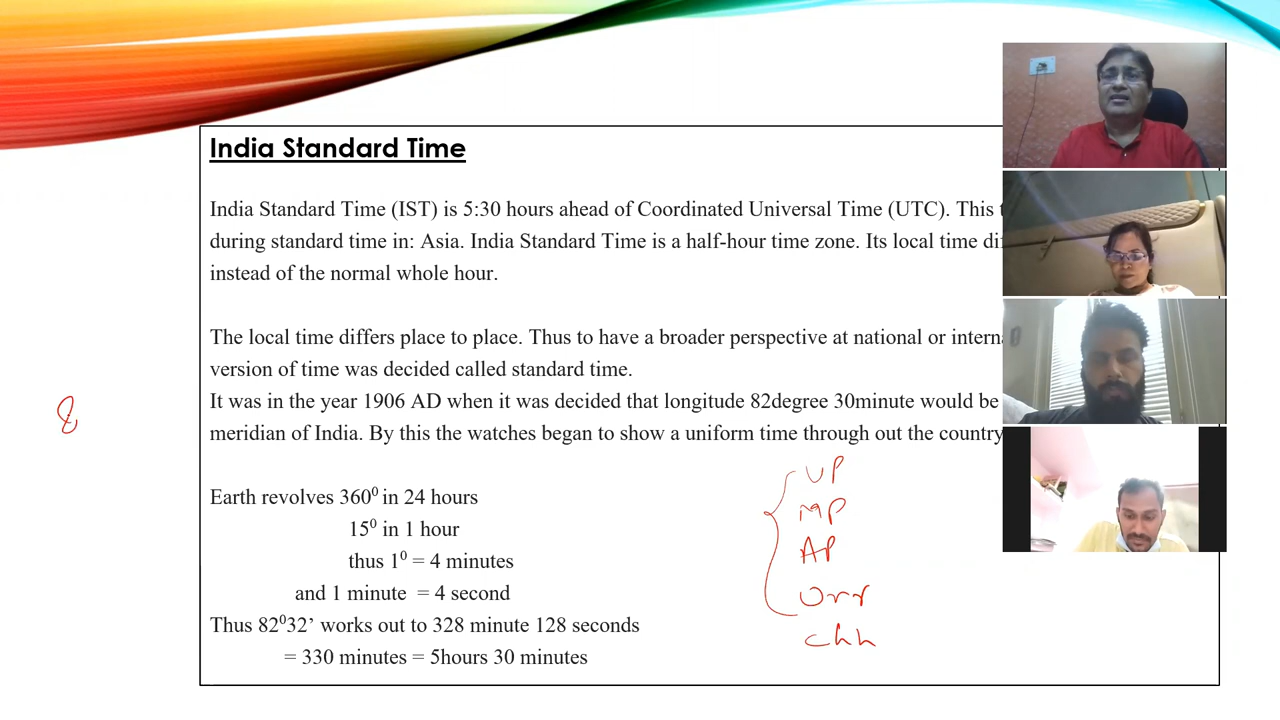 India Standard Time
India Standard Time (IST) is 5:30 hours ahead of Coordinated Universal Time (UTC). This
during standard time in: Asia. India Standard Time is a half-hour time zone. Its local time
instead of the normal whole hour.
The local time differs place to place. Thus to have a broader perspective at national or
version of time was decided called standard time.
It was in the year 1906 AD when it was decided that longitude 82degree 30minute would be
meridian of India. By this the watches began to show a uniform time through out the country
Earth revolves 360⁰ in 24 hours
15⁰ in 1 hour
thus 1⁰ = 4 minutes
and 1 minute = 4 second
Thus 82⁰32’ works out to 328 minute 128 seconds
= 330 minutes = 5hours 30 minutes
8
UP
MP
AP
Orr
chh